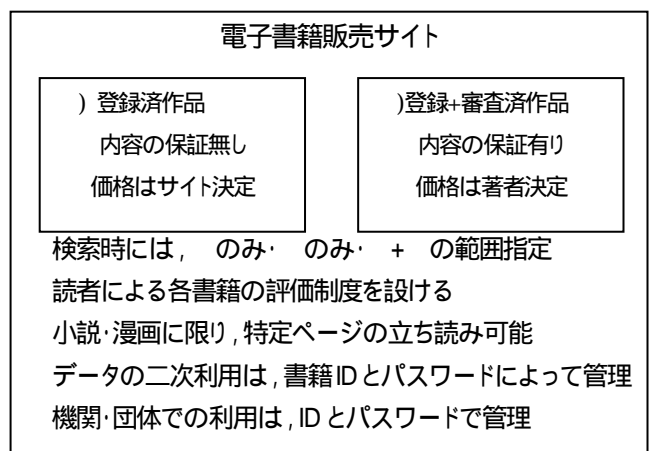 電子書籍販売サイト
) 登録済作品
内容の保証無し
価格はサイト決定
)登録+審査済作品
内容の保証有り
価格は著者決定
検索時には, のみ・ のみ・ + の範囲指定
読者による各書籍の評価制度を設ける
小説・漫画に限り,特定ページの立ち読み可能
データの二次利用は,書籍IDとパスワードによって管理
機関・団体での利用は,IDとパスワードで管理